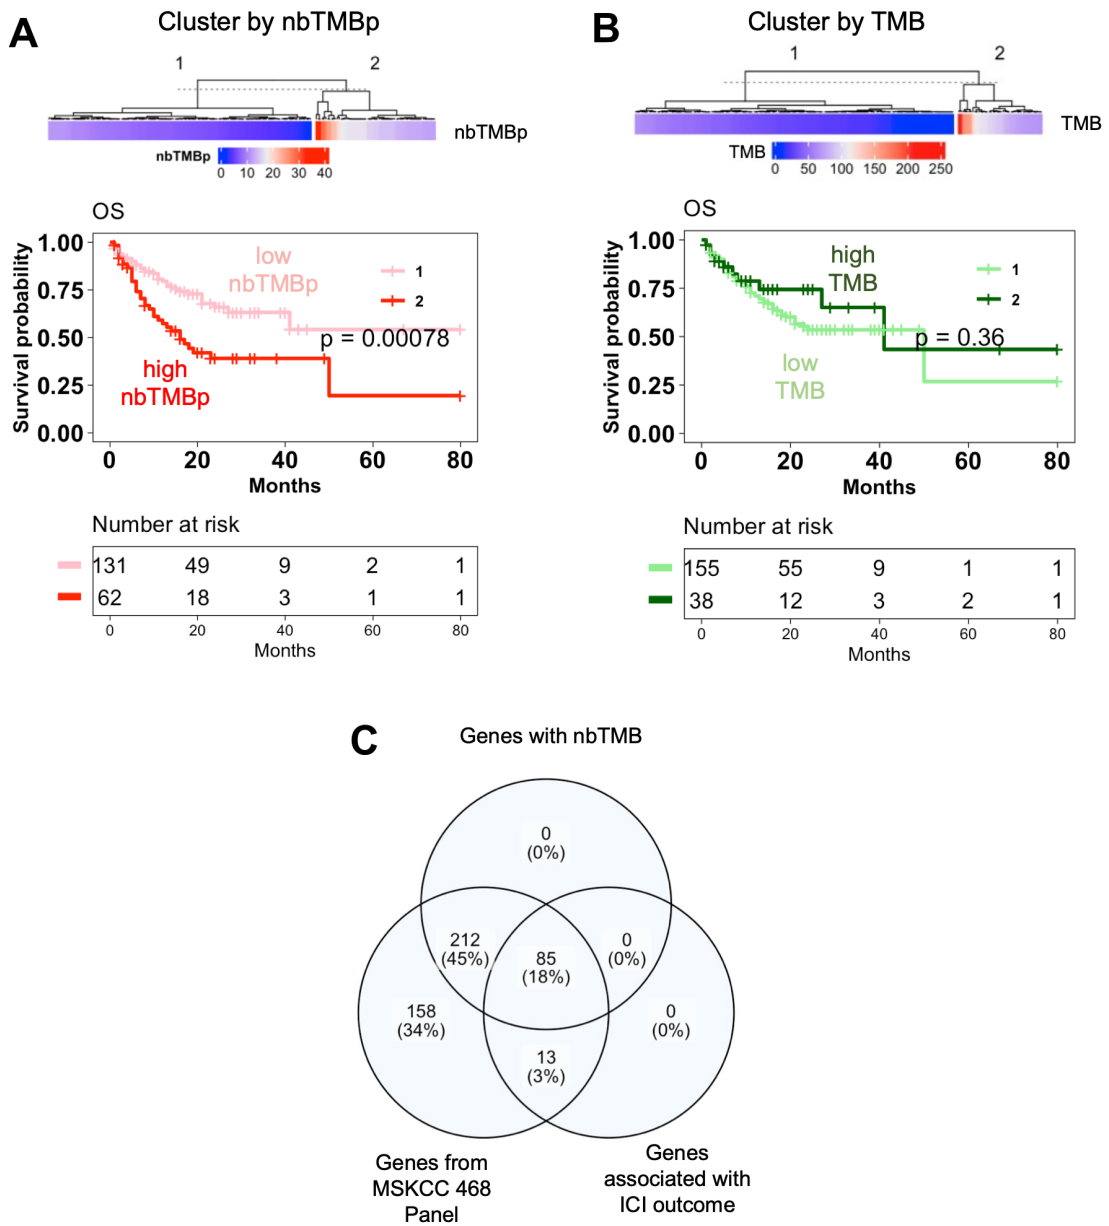 A
Cluster by nbTMBp
1
2
nbTMBp
nbTMBp
0 10 20 30 40
OS
Survival probability
1.00
0.75
0.50
0.25
0.00
low
nbTMBp
1
2
p = 0.00078
high
nbTMBp
0 20 40 60 80
Months
Number at risk
131 49 9 2 1
62 18 3 1 1
0 20 40 60 80
Months
B
Cluster by TMB
1
2
TMB
TMB
0 50 100 150 200 250
OS
Survival probability
1.00
0.75
0.50
0.25
0.00
high
TMB
1
2
p = 0.36
low
TMB
0 20 40 60 80
Months
Number at risk
155 55 9 1 1
38 12 3 2 1
0 20 40 60 80
Months
C
Genes with nbTMB
0
(0%)
212
(45%)
85
(18%)
0
(0%)
158
(34%)
0
(0%)
13
(3%)
Genes from
MSKCC 468
Panel
Genes
associated with
ICI outcome